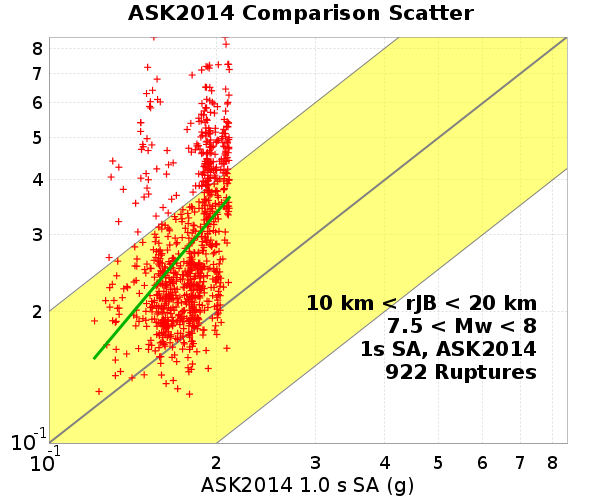 ASK2014 Comparison Scatter
8
7
6
5
4
3
2
10-1
10 km < rJB < 20 km
7.5 < Mw < 8
1s SA, ASK2014
922 Ruptures
10-1 2 3 4 5 6 7 8
ASK2014 1.0 s SA (g)